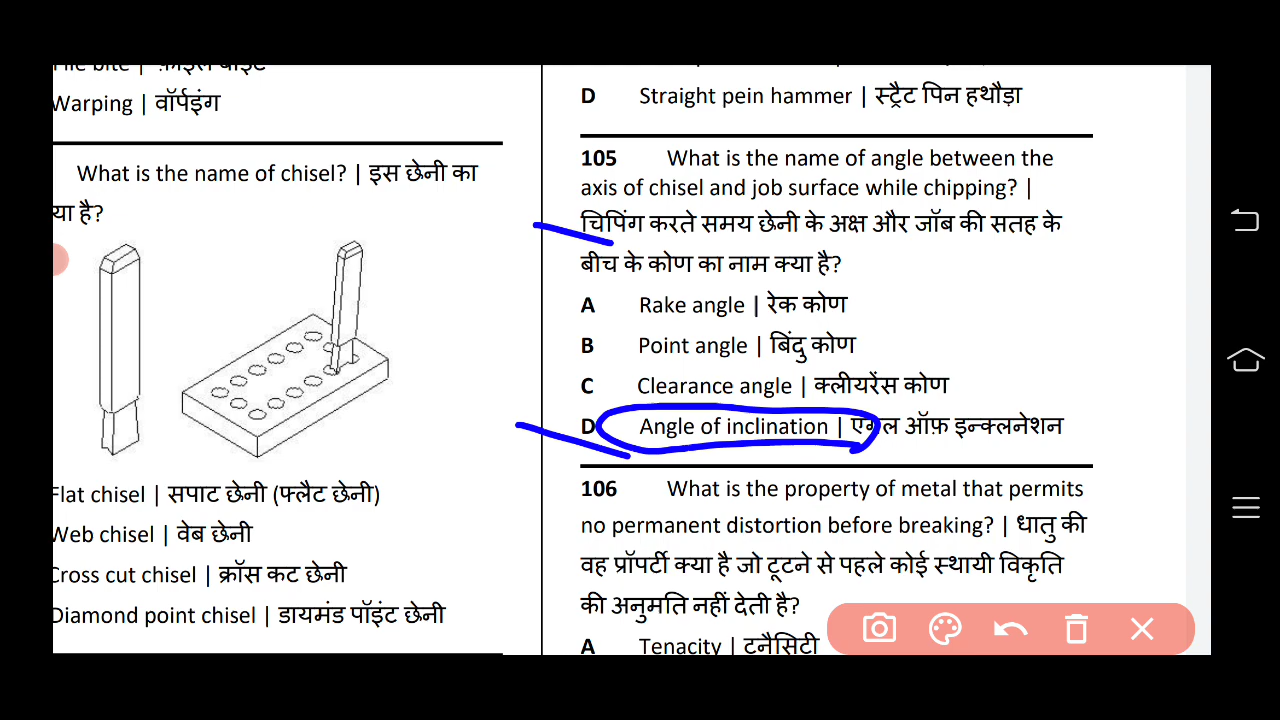 Warping | वॉर्पइंग
What is the name of chisel? | इस छेनी का
या है?
Flat chisel | सपाट छेनी (फ्लैट छेनी)
Web chisel | वेब छेनी
Cross cut chisel | क्रॉस कट छेनी
Diamond point chisel | डायमंड पॉइंट छेनी
D Straight pein hammer | स्ट्रैट पिन हथौड़ा
105 What is the name of angle between the
axis of chisel and job surface while chipping? |
चिपिंग करते समय छेनी के अक्ष और जॉब की सतह के
बीच के कोण का नाम क्या है?
A Rake angle | रेक कोण
B Point angle | बिंदु कोण
C Clearance angle | क्लीयरेंस कोण
D Angle of inclination | एंगल ऑफ़ इन्क्लनेशन
106 What is the property of metal that permits
no permanent distortion before breaking? | धातु की
वह प्रॉपर्टी क्या है जो टूटने से पहले कोई स्थायी विकृति
की अनुमति नहीं देती है?
A Tenacity | टनैसिटी